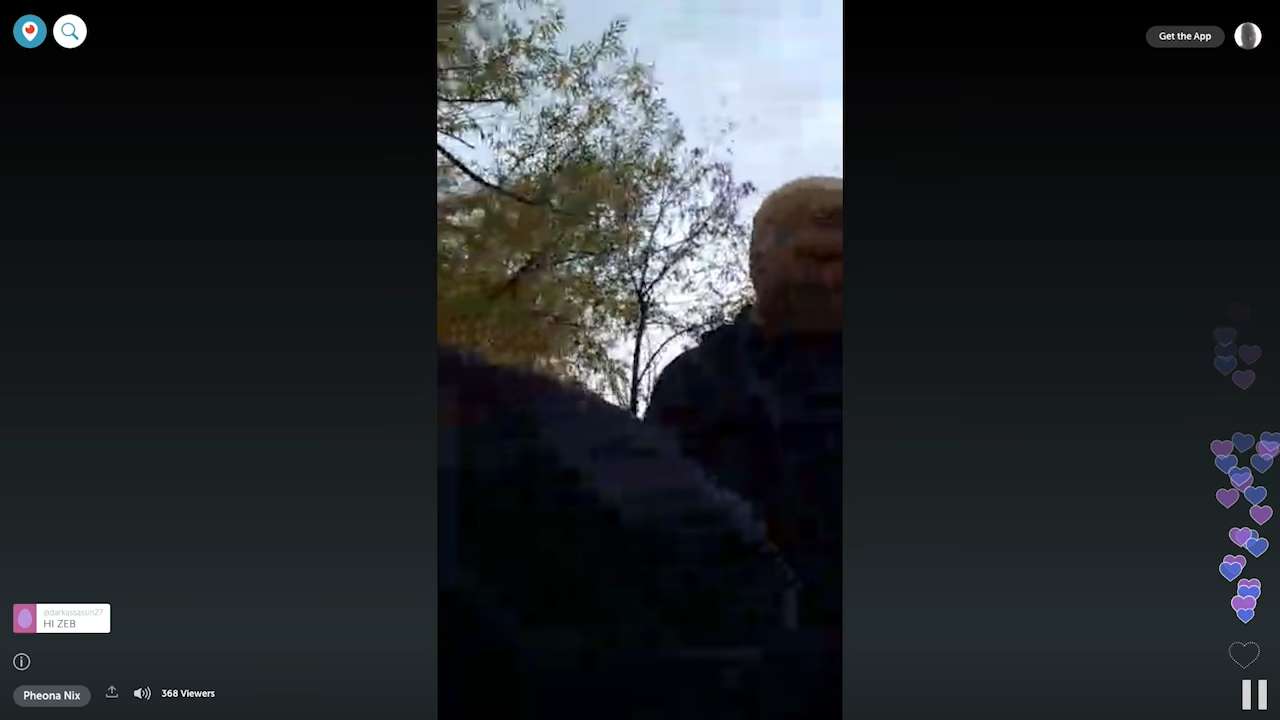 Get the App
@darkassassin27
HI ZEB
Pheona Nix
368 Viewers